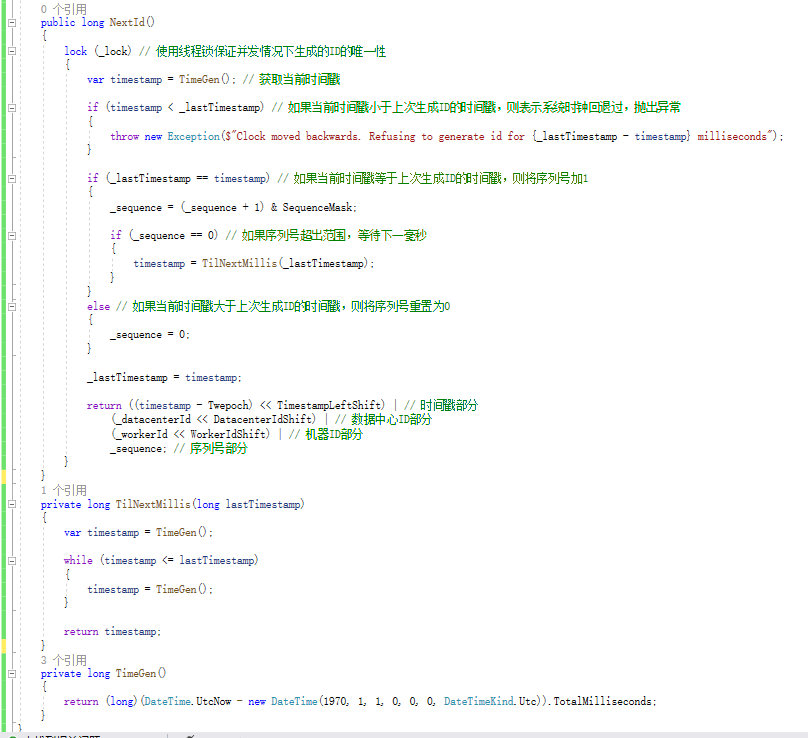 0 个引用
public long NextId()
{
lock (_lock) // 使用线程锁保证并发情况下生成的ID的唯一性
{
var timestamp = TimeGen(); // 获取当前时间戳
if (timestamp < _lastTimestamp) // 如果当前时间戳小于上次生成ID的时间戳，则表示系统时钟回退过，抛出异常
{
throw new Exception($"Clock moved backwards. Refusing to generate id for {_lastTimestamp - timestamp} milliseconds");
}
if (_lastTimestamp == timestamp) // 如果当前时间戳等于上次生成ID的时间戳，则将序列号加1
{
_sequence = (_sequence + 1) & SequenceMask;
if (_sequence == 0) // 如果序列号超出范围，等待下一毫秒
{
timestamp = TilNextMillis(_lastTimestamp);
}
}
else // 如果当前时间戳大于上次生成ID的时间戳，则将序列号重置为0
{
_sequence = 0;
}
_lastTimestamp = timestamp;
return ((timestamp - Twepoch) << TimestampLeftShift) | // 时间戳部分
(_datacenterId << DatacenterIdShift) | // 数据中心ID部分
(_workerId << WorkerIdShift) | // 机器ID部分
_sequence; // 序列号部分
}
}
1 个引用
private long TilNextMillis(long lastTimestamp)
{
var timestamp = TimeGen();
while (timestamp <= lastTimestamp)
{
timestamp = TimeGen();
}
return timestamp;
}
3 个引用
private long TimeGen()
{
return (long)(DateTime.UtcNow - new DateTime(1970, 1, 1, 0, 0, 0, DateTimeKind.Utc)).TotalMilliseconds;
}
}